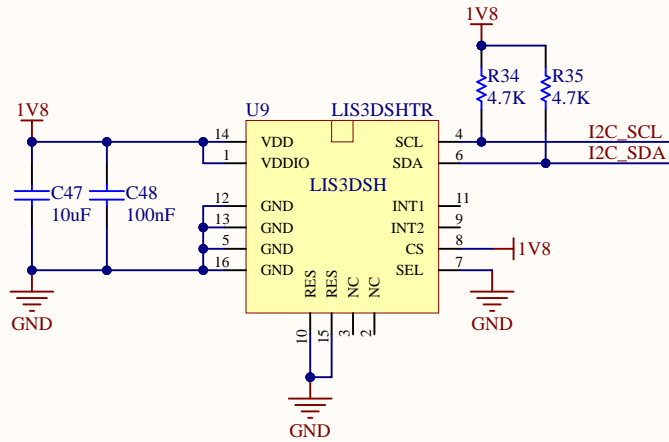 1V8
R34
4.7K
R35
4.7K
1V8
U9
LIS3DSHTR
14
VDD
SCL
4
I2C_SCL
1
VDDIO
SDA
6
I2C_SDA
LIS3DSH
C47
10uF
C48
100nF
12
GND
INT1
11
13
GND
INT2
9
5
GND
CS
8
1V8
16
GND
SEL
7
RES
RES
NC
NC
10
15
3
2
GND
GND
GND